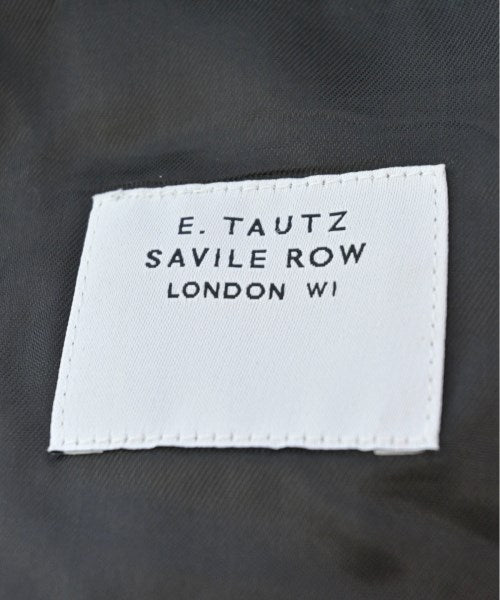 E. TAUTZ
SAVILE ROW
LONDON W1